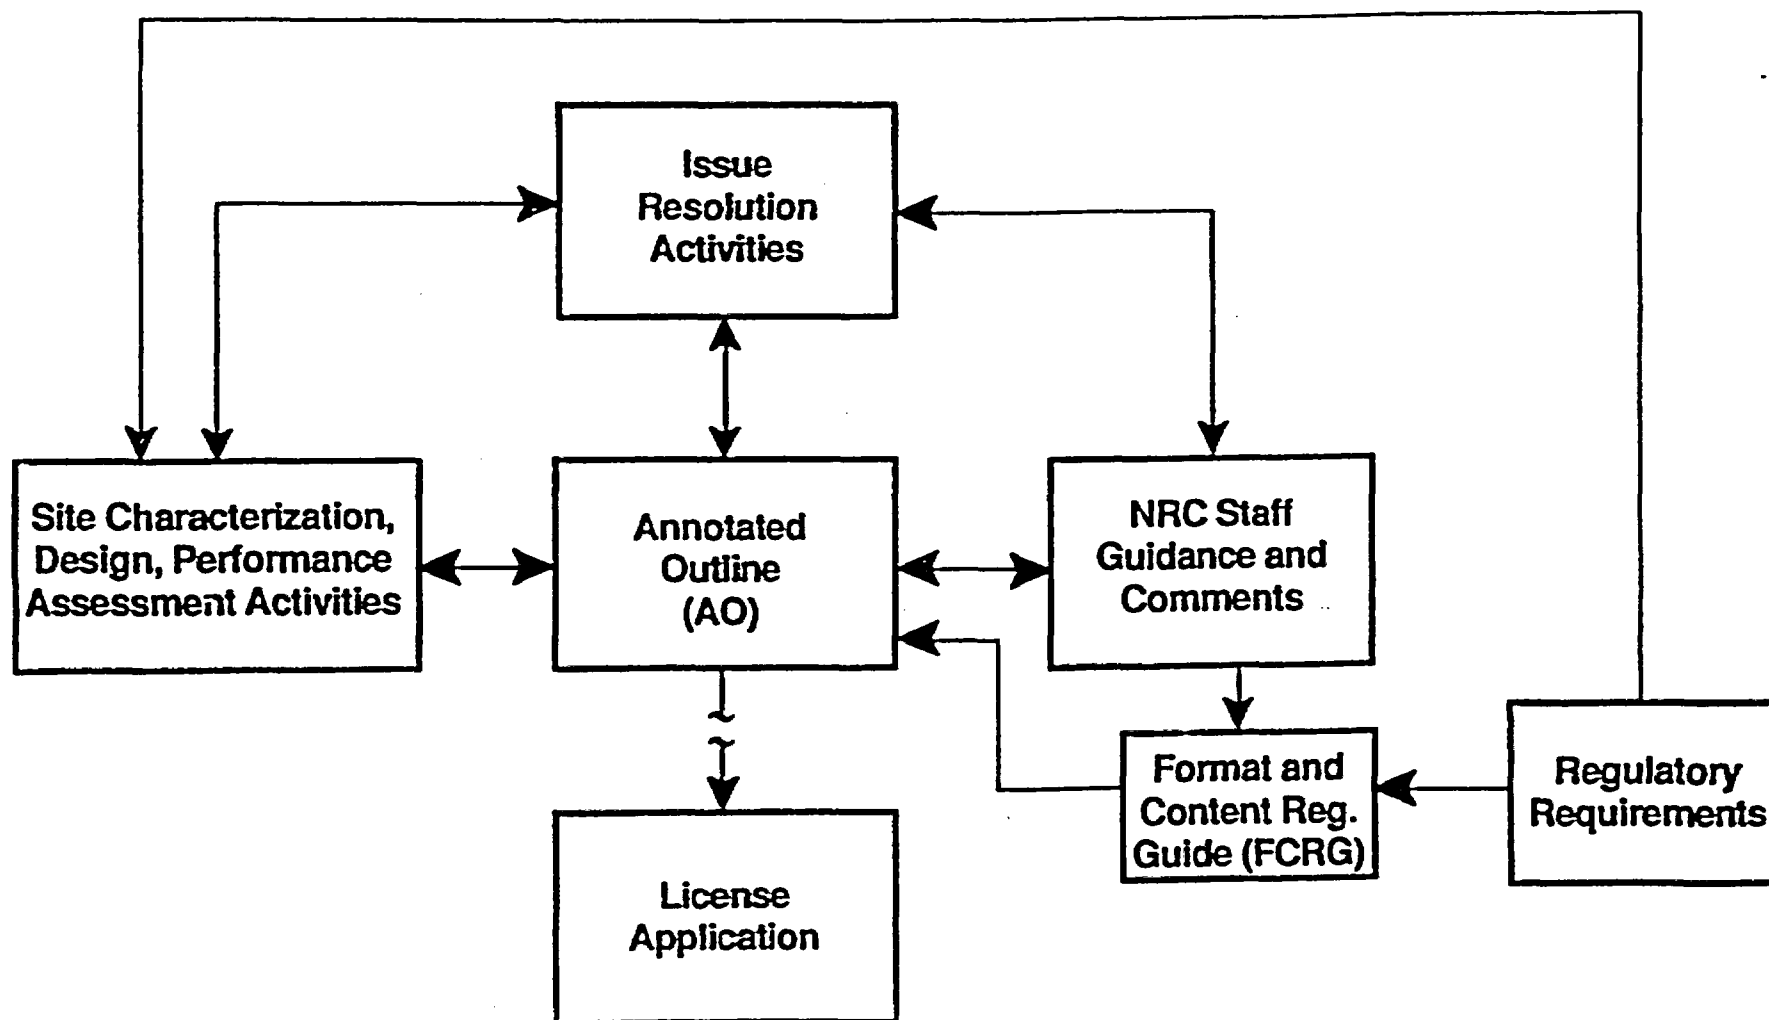 Issue
Resolution
Activities
Site Characterization,
Design, Performance
Assessment Activities
Annotated
Outline
(AO)
NRC Staff
Guidance and
Comments
Format and
Content Reg.
Guide (FCRG)
Regulatory
Requirements
License
Application